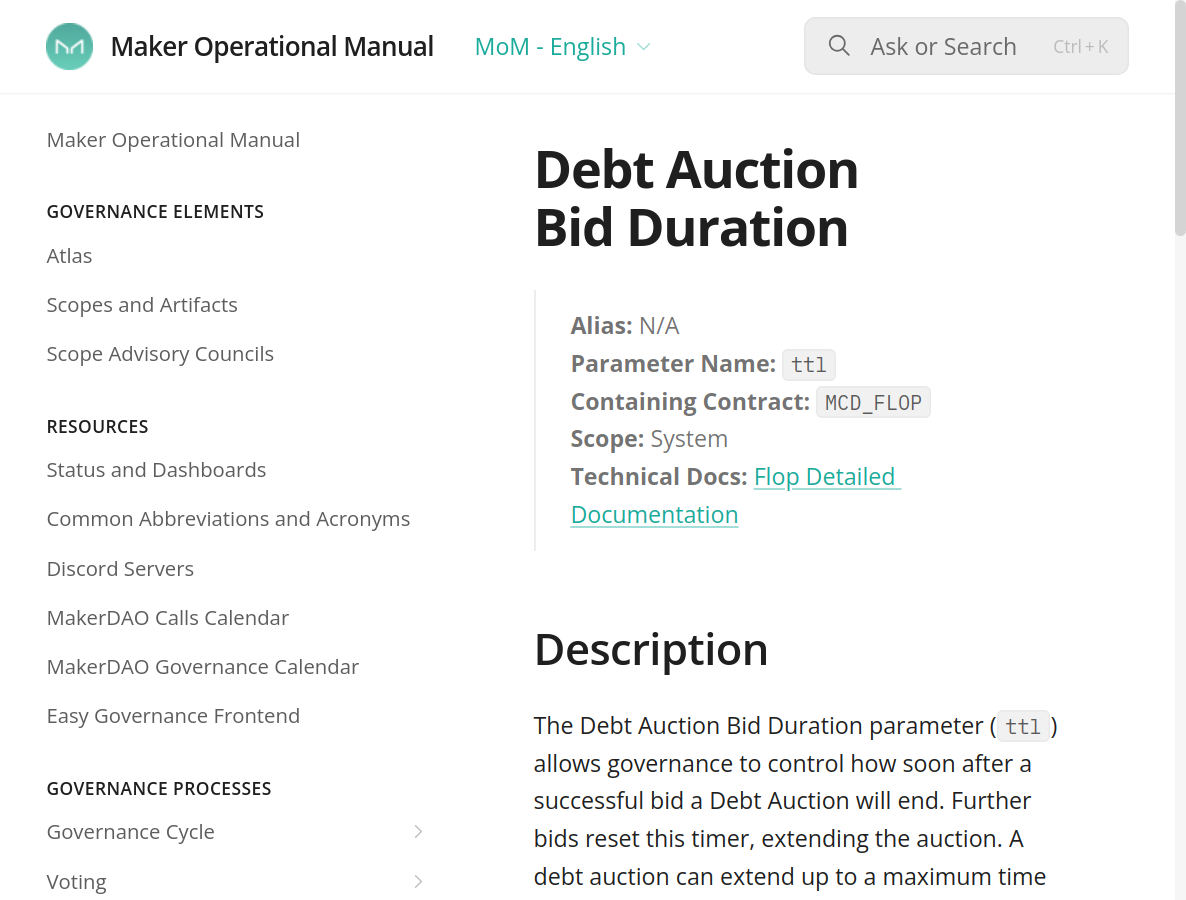 Maker Operational Manual
MoM - English
Ask or Search
Ctrl + K
Maker Operational Manual
GOVERNANCE ELEMENTS
Atlas
Scopes and Artifacts
Scope Advisory Councils
RESOURCES
Status and Dashboards
Common Abbreviations and Acronyms
Discord Servers
MakerDAO Calls Calendar
MakerDAO Governance Calendar
Easy Governance Frontend
GOVERNANCE PROCESSES
Governance Cycle
Voting
Debt Auction
Bid Duration
Alias: N/A
Parameter Name: ttl
Containing Contract: MCD_FLOP
Scope: System
Technical Docs: Flop Detailed
Documentation
Description
The Debt Auction Bid Duration parameter (ttl)
allows governance to control how soon after a
successful bid a Debt Auction will end. Further
bids reset this timer, extending the auction. A
debt auction can extend up to a maximum time